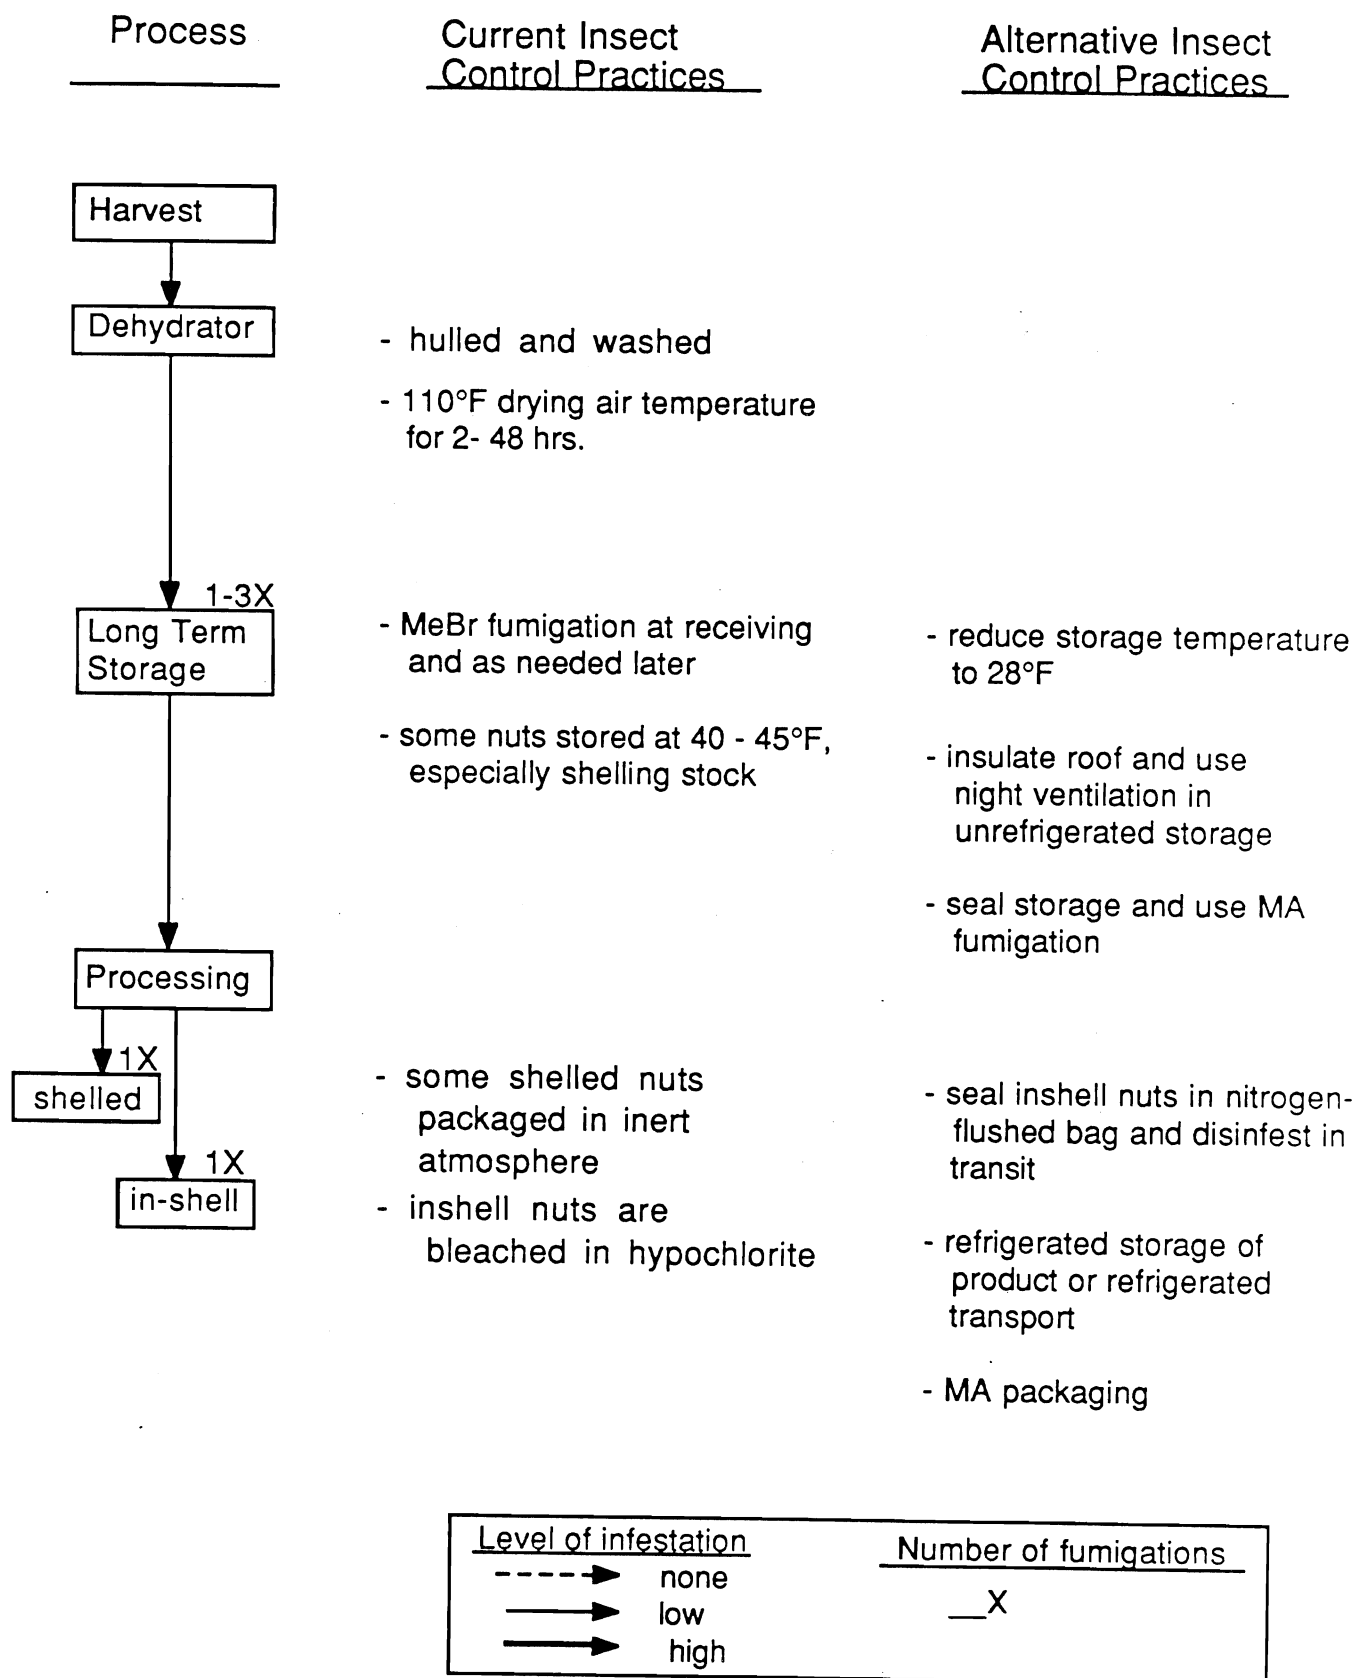 Process
Current Insect
Control Practices
Alternative Insect
Control Practices
Harvest
Dehydrator
- hulled and washed
- 110°F drying air temperature
for 2- 48 hrs.
1-3X
Long Term
Storage
- MeBr fumigation at receiving
and as needed later
- some nuts stored at 40 - 45°F,
especially shelling stock
- reduce storage temperature
to 28°F
- insulate roof and use
night ventilation in
unrefrigerated storage
- seal storage and use MA
fumigation
Processing
1X
shelled
1X
in-shell
- some shelled nuts
packaged in inert
atmosphere
- inshell nuts are
bleached in hypochlorite
- seal inshell nuts in nitrogen-
flushed bag and disinfest in
transit
- refrigerated storage of
product or refrigerated
transport
- MA packaging
Level of infestation
none
low
high
Number of fumigations
__X